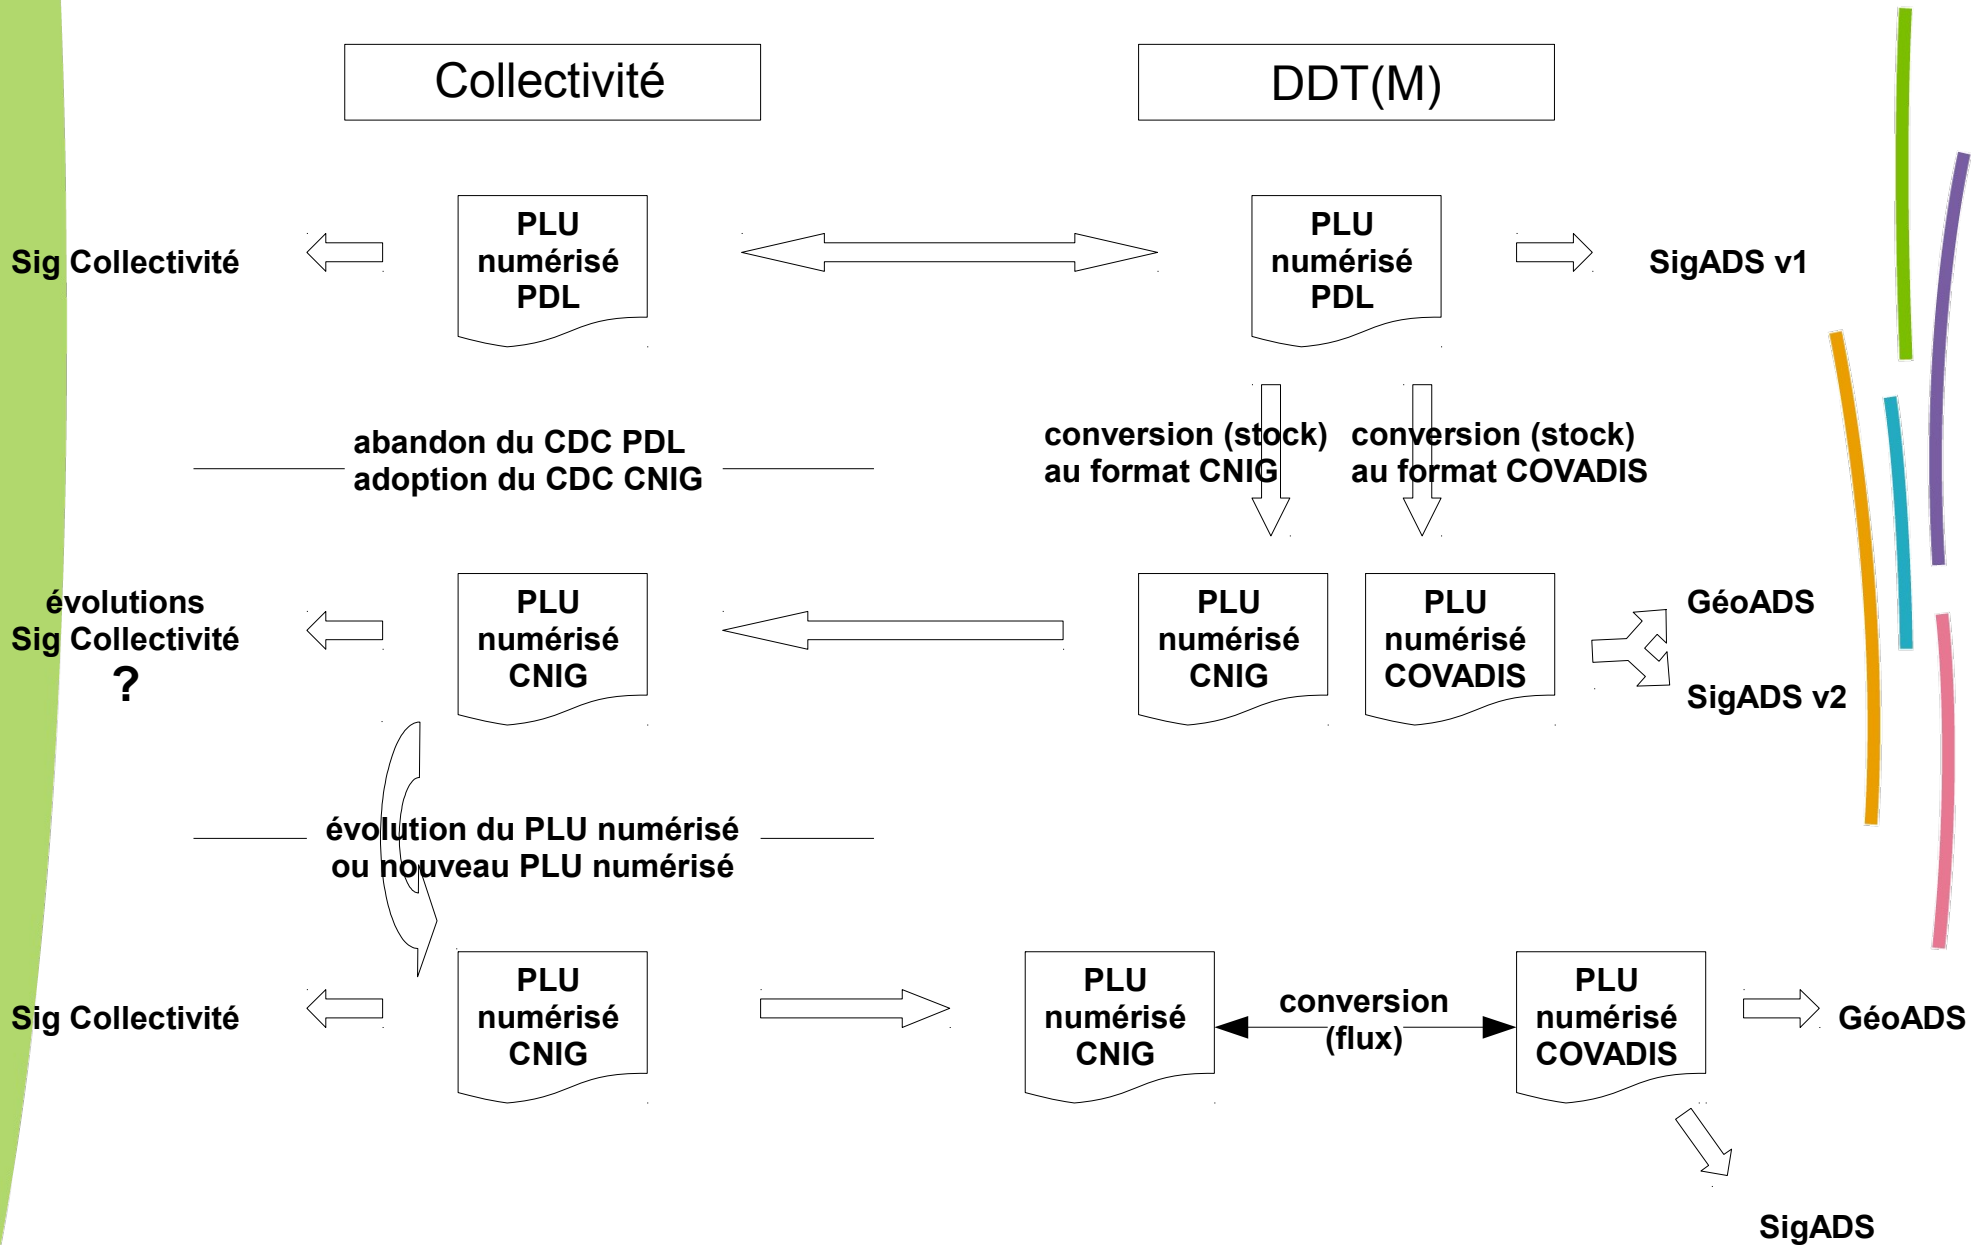 Collectivité
DDT(M)
Sig Collectivité
PLU
numérisé
PDL
PLU
numérisé
PDL
SigADS v1
abandon du CDC PDL
adoption du CDC CNIG
conversion (stock)
au format CNIG
conversion (stock)
au format COVADIS
évolutions
Sig Collectivité
?
PLU
numérisé
CNIG
PLU
numérisé
CNIG
PLU
numérisé
COVADIS
GéoADS
SigADS v2
évolution du PLU numérisé
ou nouveau PLU numérisé
Sig Collectivité
PLU
numérisé
CNIG
PLU
numérisé
CNIG
conversion
(flux)
PLU
numérisé
COVADIS
GéoADS
SigADS